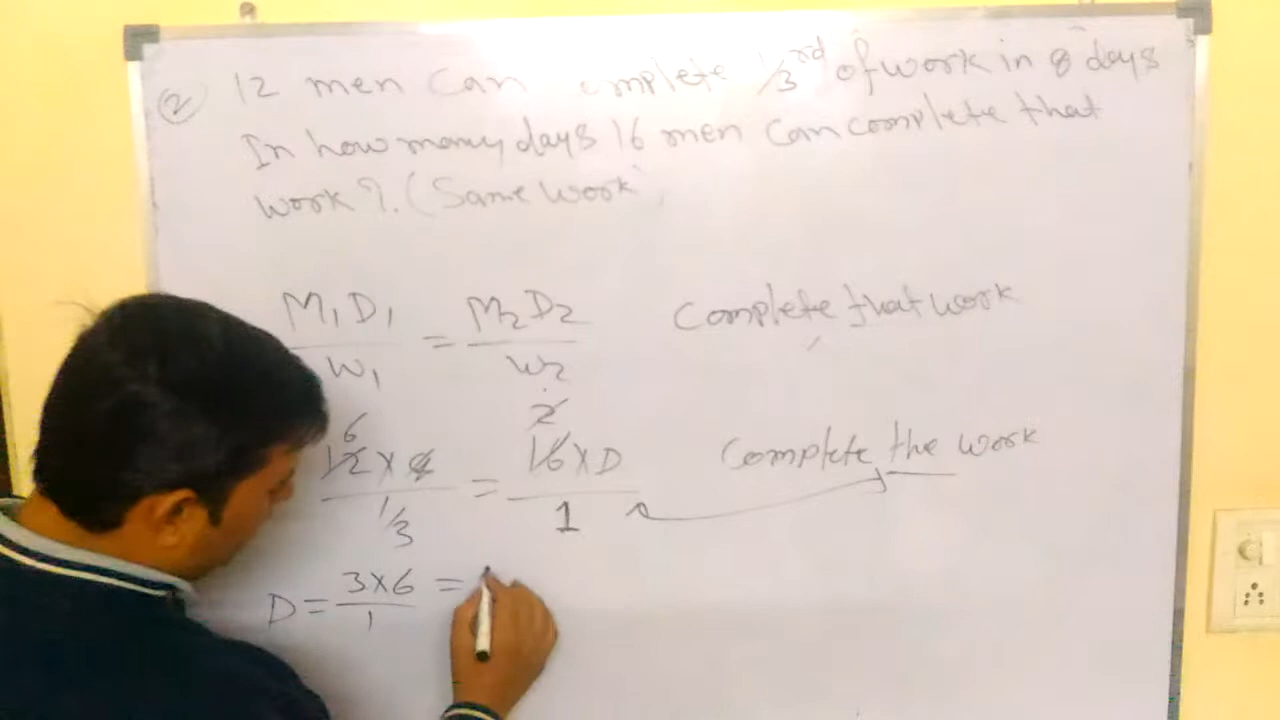 ② 12 men can complete 1/3rd of work in 8 days
In how many days 16 men can complete that
work ?. (Same work
M₁D₁/W₁ = M₂D₂/W₂ Complete that work
6 2
12 × 8 / 1/3 = 16 × D / 1 Complete the work
D = 3×6/1 =